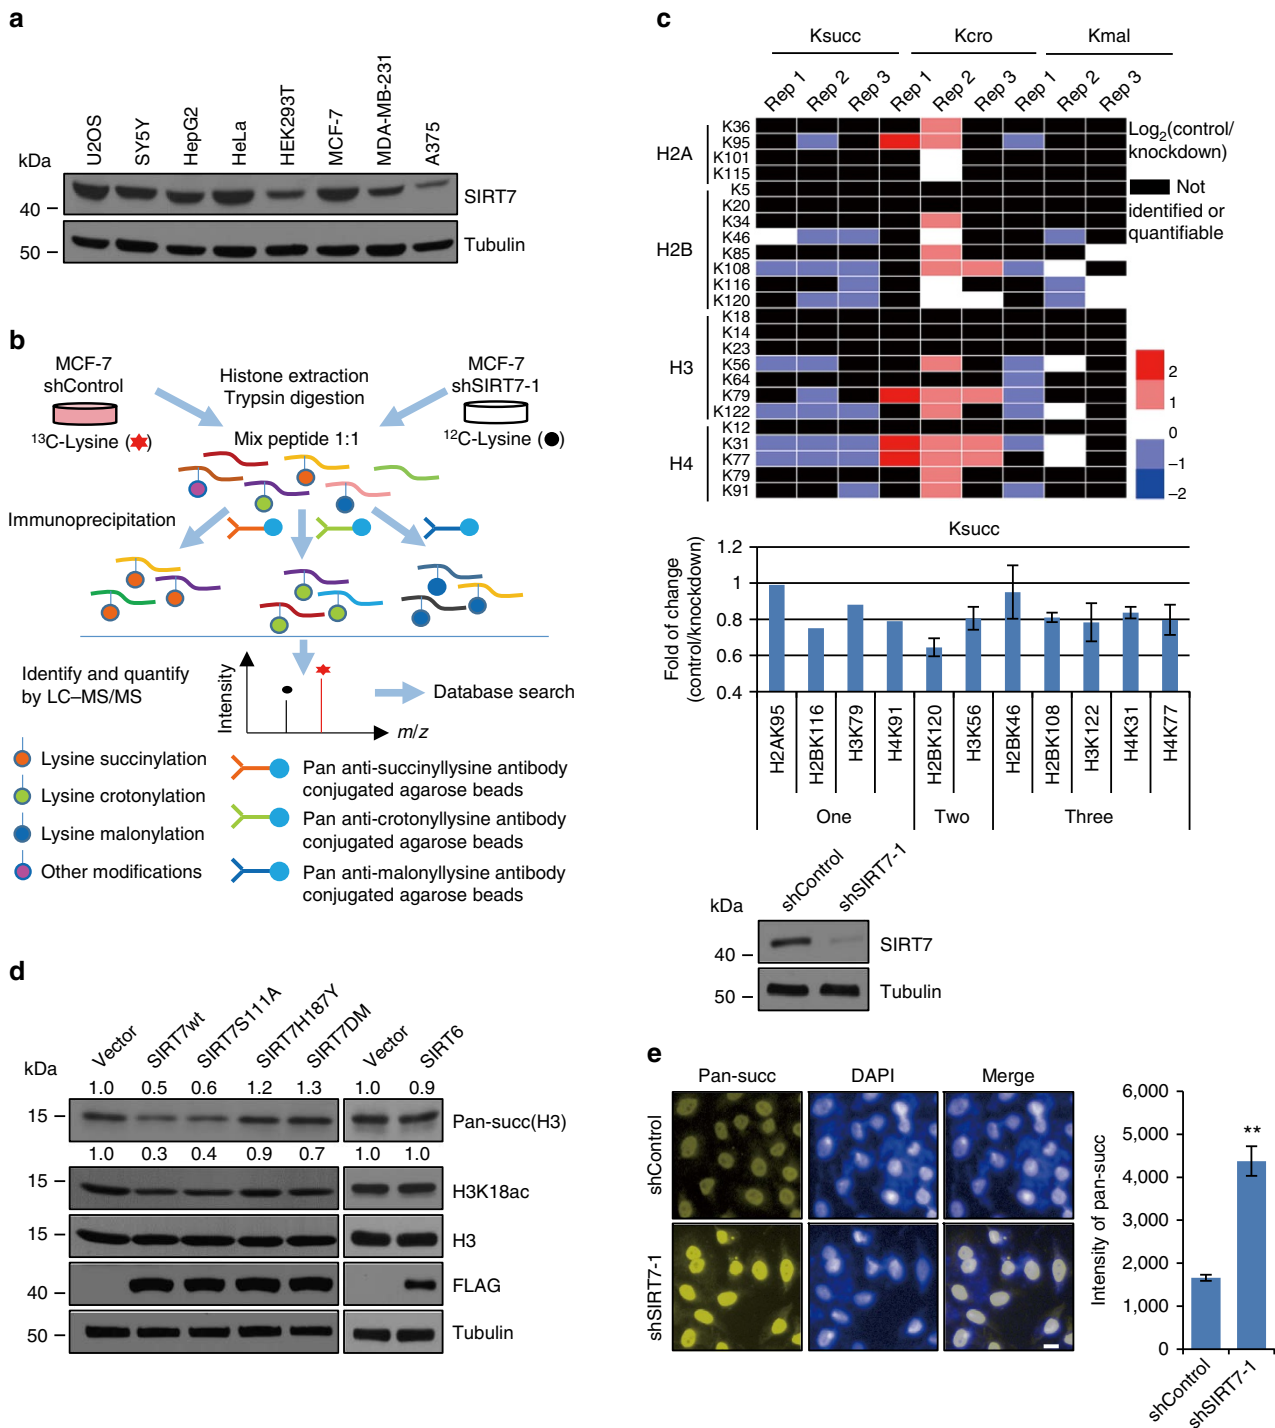 a
kDa
U2OS
SY5Y
HepG2
HeLa
HEK293T
MCF-7
MDA-MB-231
A375
40
SIRT7
50
Tubulin
b
MCF-7
shControl
13C-Lysine ( )
Histone extraction
Trypsin digestion
Mix peptide 1:1
MCF-7
shSIRT7-1
12C-Lysine ( )
Immunoprecipitation
Identify and quantify
by LC–MS/MS
Intensity
m/z
Database search
Lysine succinylation
Lysine crotonylation
Lysine malonylation
Other modifications
Pan anti-succinyllysine antibody
conjugated agarose beads
Pan anti-crotonyllysine antibody
conjugated agarose beads
Pan anti-malonyllysine antibody
conjugated agarose beads
c
Ksucc Kcro Kmal
Rep 1 Rep 2 Rep 3 Rep 1 Rep 2 Rep 3 Rep 1 Rep 2 Rep 3
H2A
K36
K95
K101
K115
H2B
K5
K20
K34
K46
K85
K108
K116
K120
H3
K18
K14
K23
K56
K64
K79
K122
H4
K12
K31
K77
K79
K91
Log2(control/
knockdown)
Not
identified or
quantifiable
2
1
0
–1
–2
Ksucc
Fold of change
(control/knockdown)
1.2
1
0.8
0.6
0.4
H2AK95
H2BK116
H3K79
H4K91
H2BK120
H3K56
H2BK46
H2BK108
H3K122
H4K31
H4K77
One Two Three
kDa
shControl
shSIRT7-1
40
SIRT7
50
Tubulin
d
kDa
Vector
SIRT7wt
SIRT7S111A
SIRT7H187Y
SIRT7DM
Vector
SIRT6
1.0 0.5 0.6 1.2 1.3 1.0 0.9
15
Pan-succ(H3)
1.0 0.3 0.4 0.9 0.7 1.0 1.0
15
H3K18ac
15
H3
40
FLAG
50
Tubulin
e
Pan-succ DAPI Merge
shControl
shSIRT7-1
Intensity of pan-succ
6,000
5,000
4,000
3,000
2,000
1,000
0
**
shControl
shSIRT7-1